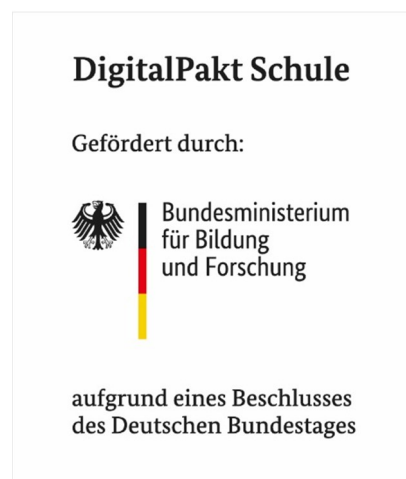 DigitalPakt Schule
Gefördert durch:
Bundesministerium
für Bildung
und Forschung
aufgrund eines Beschlusses
des Deutschen Bundestages